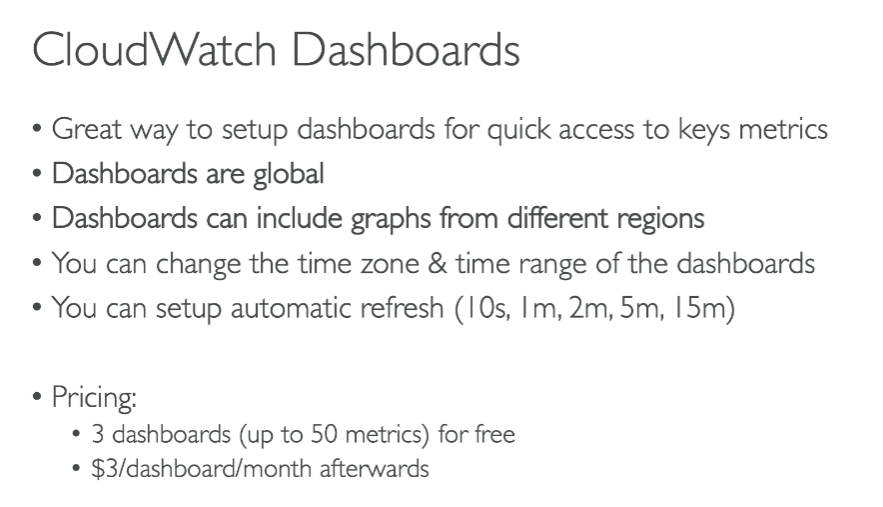 CloudWatch Dashboards
• Great way to setup dashboards for quick access to keys metrics
• Dashboards are global
• Dashboards can include graphs from different regions
• You can change the time zone & time range of the dashboards
• You can setup automatic refresh (10s, 1m, 2m, 5m, 15m)
• Pricing:
• 3 dashboards (up to 50 metrics) for free
• $3/dashboard/month afterwards